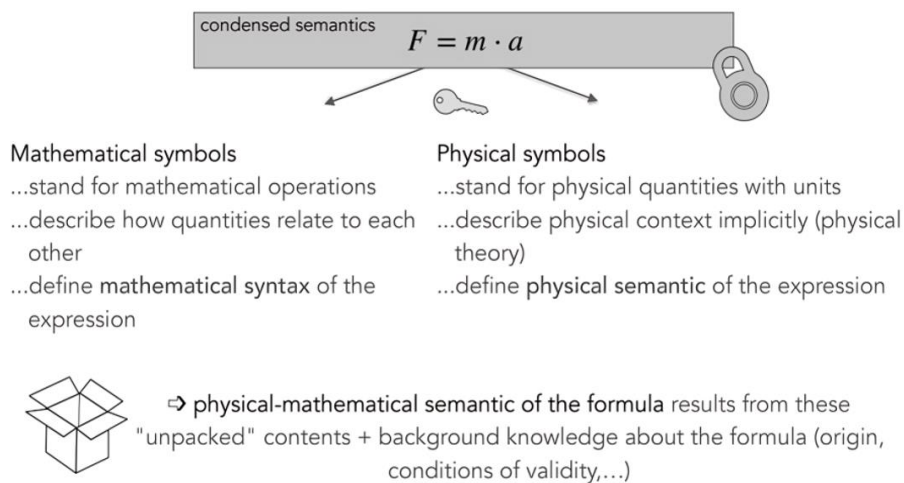 condensed semantics
F = m · a
Mathematical symbols
...stand for mathematical operations
...describe how quantities relate to each
other
...define mathematical syntax of the
expression
Physical symbols
...stand for physical quantities with units
...describe physical context implicitly (physical
theory)
...define physical semantic of the expression
➩ physical-mathematical semantic of the formula results from these
"unpacked" contents + background knowledge about the formula (origin,
conditions of validity,...)